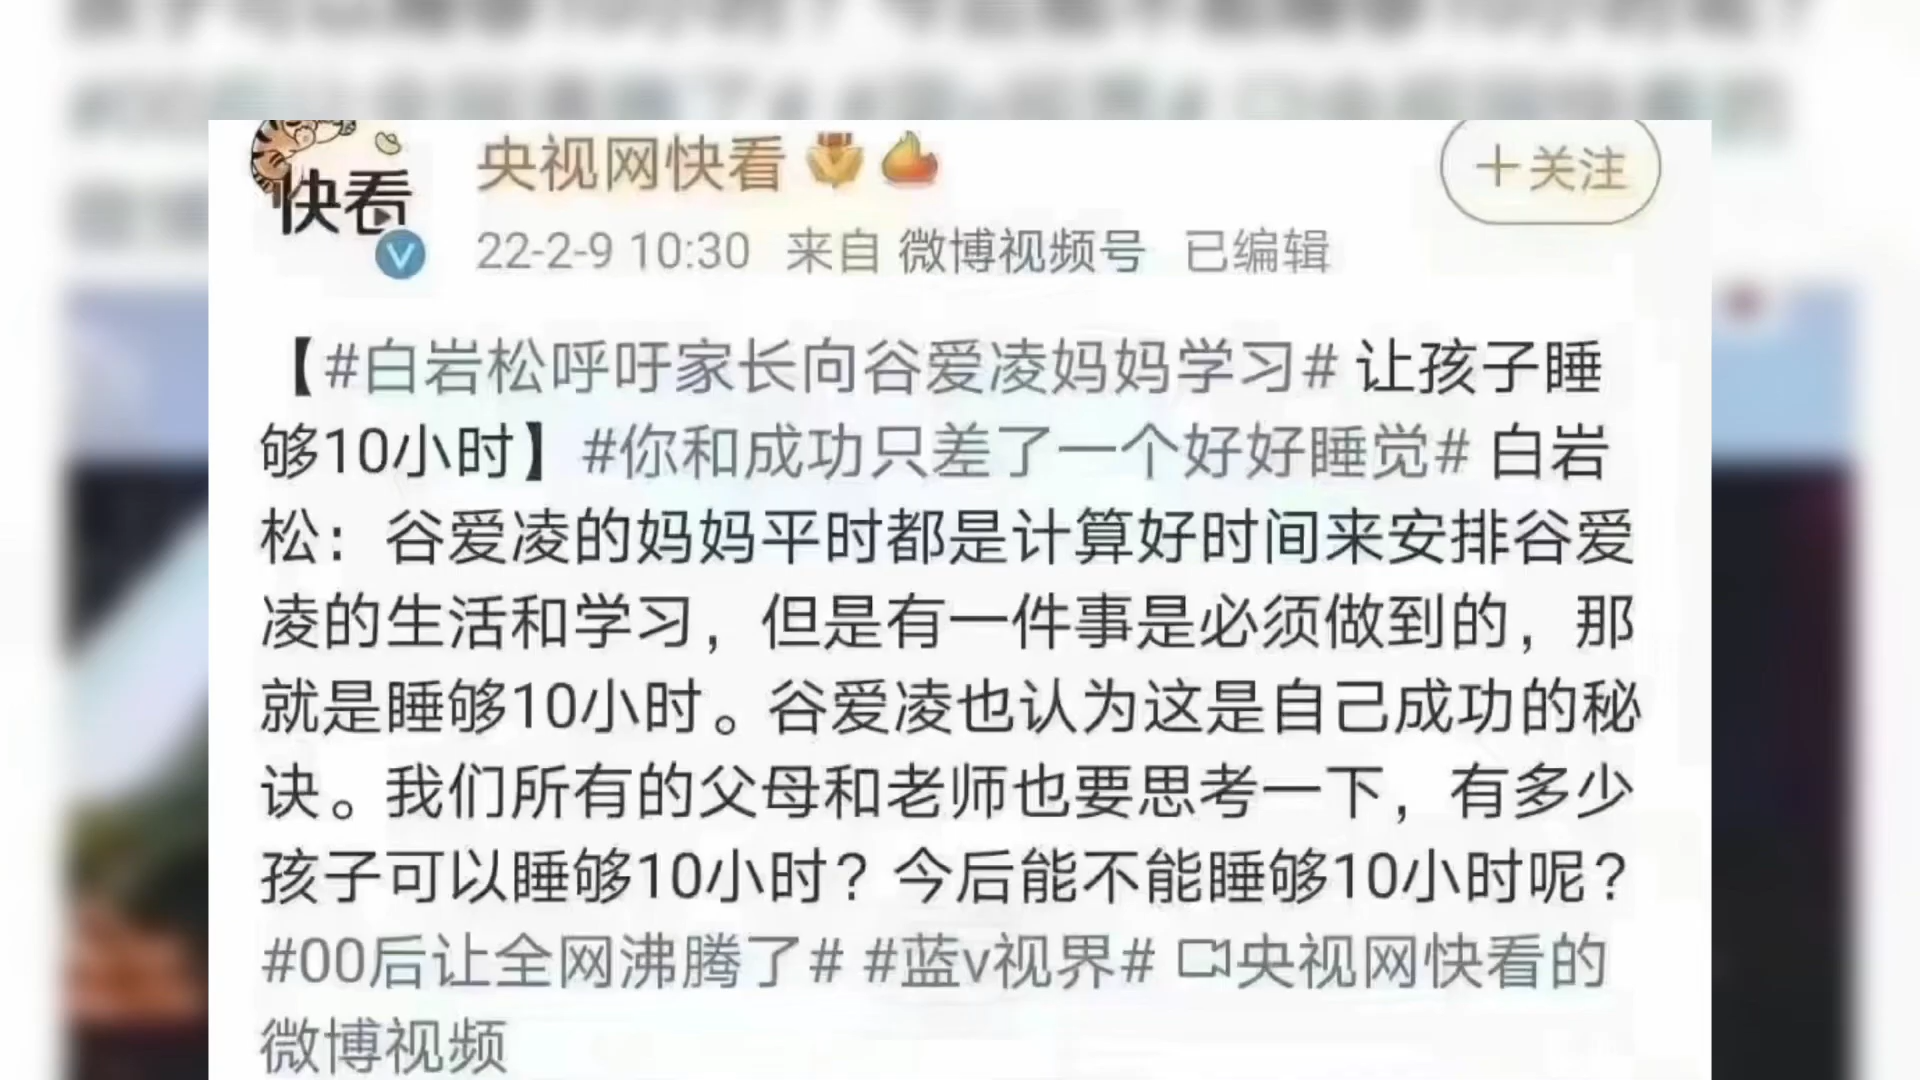 快看
央视网快看
+关注
22-2-9 10:30 来自 微博视频号 已编辑
【#白岩松呼吁家长向谷爱凌妈妈学习# 让孩子睡
够10小时】#你和成功只差了一个好好睡觉# 白岩
松：谷爱凌的妈妈平时都是计算好时间来安排谷爱
凌的生活和学习，但是有一件事是必须做到的，那
就是睡够10小时。谷爱凌也认为这是自己成功的秘
诀。我们所有的父母和老师也要思考一下，有多少
孩子可以睡够10小时？今后能不能睡够10小时呢？
#00后让全网沸腾了# #蓝v视界# 央视网快看的
微博视频